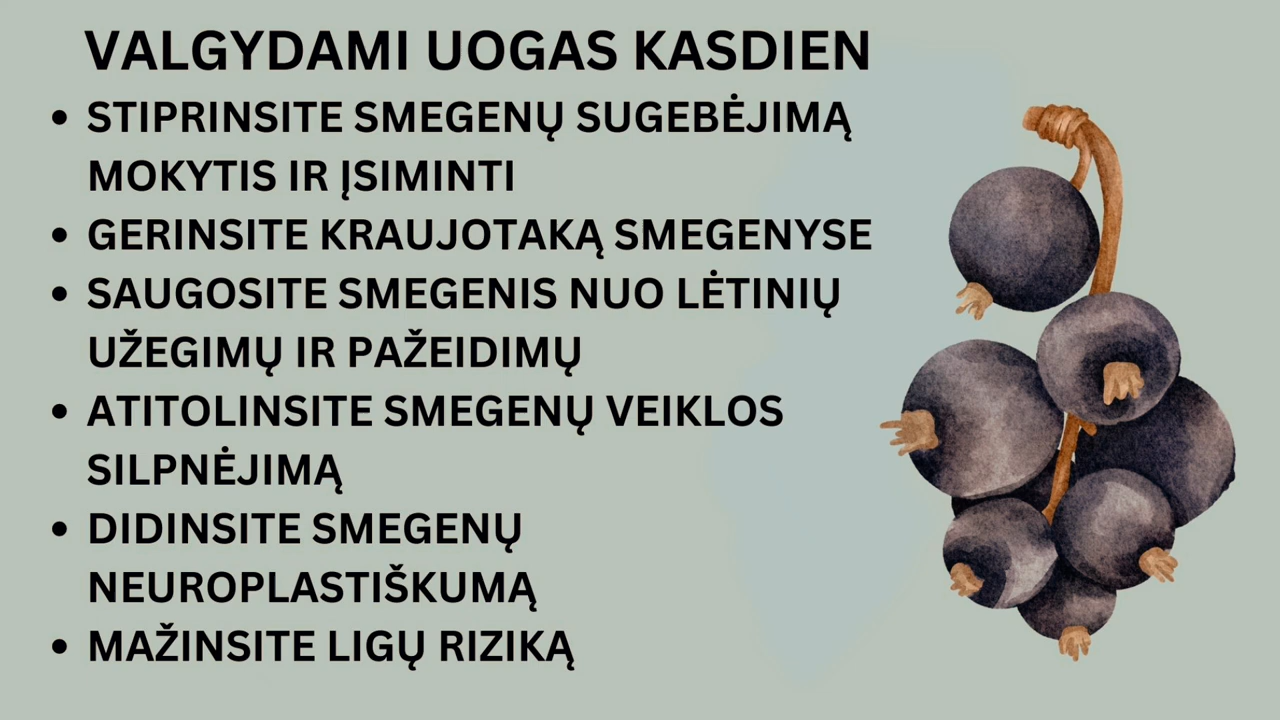 VALGYDAMI UOGAS KASDIEN
• STIPRINSITE SMEGENŲ SUGEBĖJIMĄ
MOKYTIS IR ĮSIMINTI
• GERINSITE KRAUJOTAKĄ SMEGENYSE
• SAUGOSITE SMEGENIS NUO LĖTINIŲ
UŽEGIMŲ IR PAŽEIDIMŲ
• ATITOLINSITE SMEGENŲ VEIKLOS
SILPNĖJIMĄ
• DIDINSITE SMEGENŲ
NEUROPLASTIŠKUMĄ
• MAŽINSITE LIGŲ RIZIKĄ